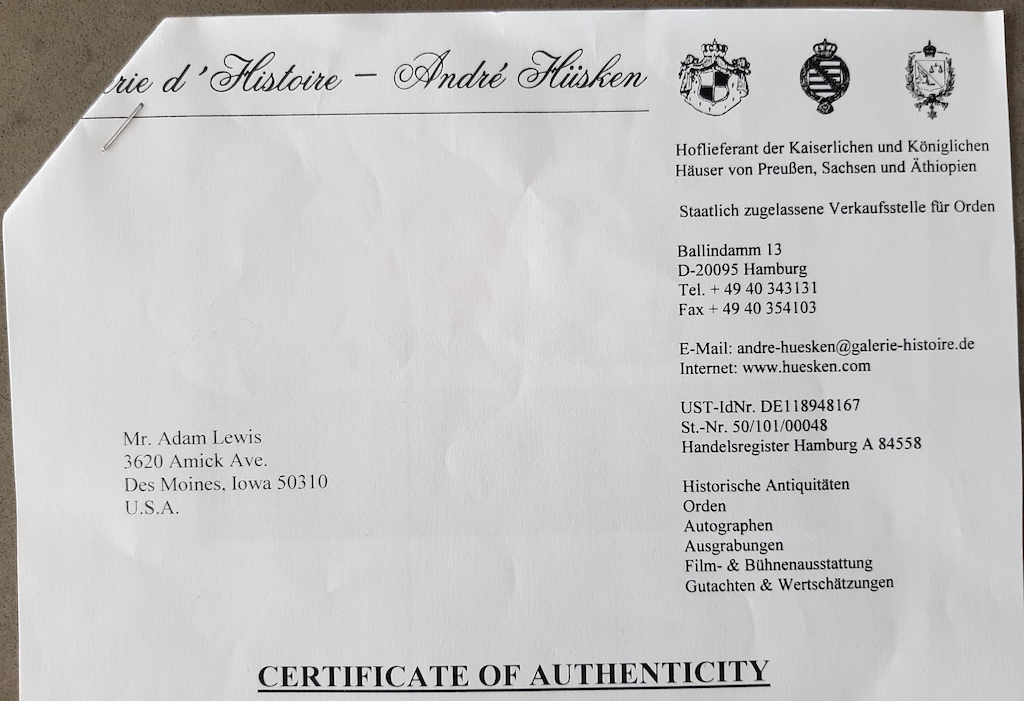 rie d'Histoire – André Hüsken
Hoflieferant der Kaiserlichen und Königlichen
Häuser von Preußen, Sachsen und Äthiopien
Staatlich zugelassene Verkaufsstelle für Orden
Ballindamm 13
D-20095 Hamburg
Tel. + 49 40 343131
Fax + 49 40 354103
E-Mail: andre-huesken@galerie-histoire.de
Internet: www.huesken.com
UST-IdNr. DE118948167
St.-Nr. 50/101/00048
Handelsregister Hamburg A 84558
Historische Antiquitäten
Orden
Autographen
Ausgrabungen
Film- & Bühnenausstattung
Gutachten & Wertschätzungen
Mr. Adam Lewis
3620 Amick Ave.
Des Moines, Iowa 50310
U.S.A.
CERTIFICATE OF AUTHENTICITY